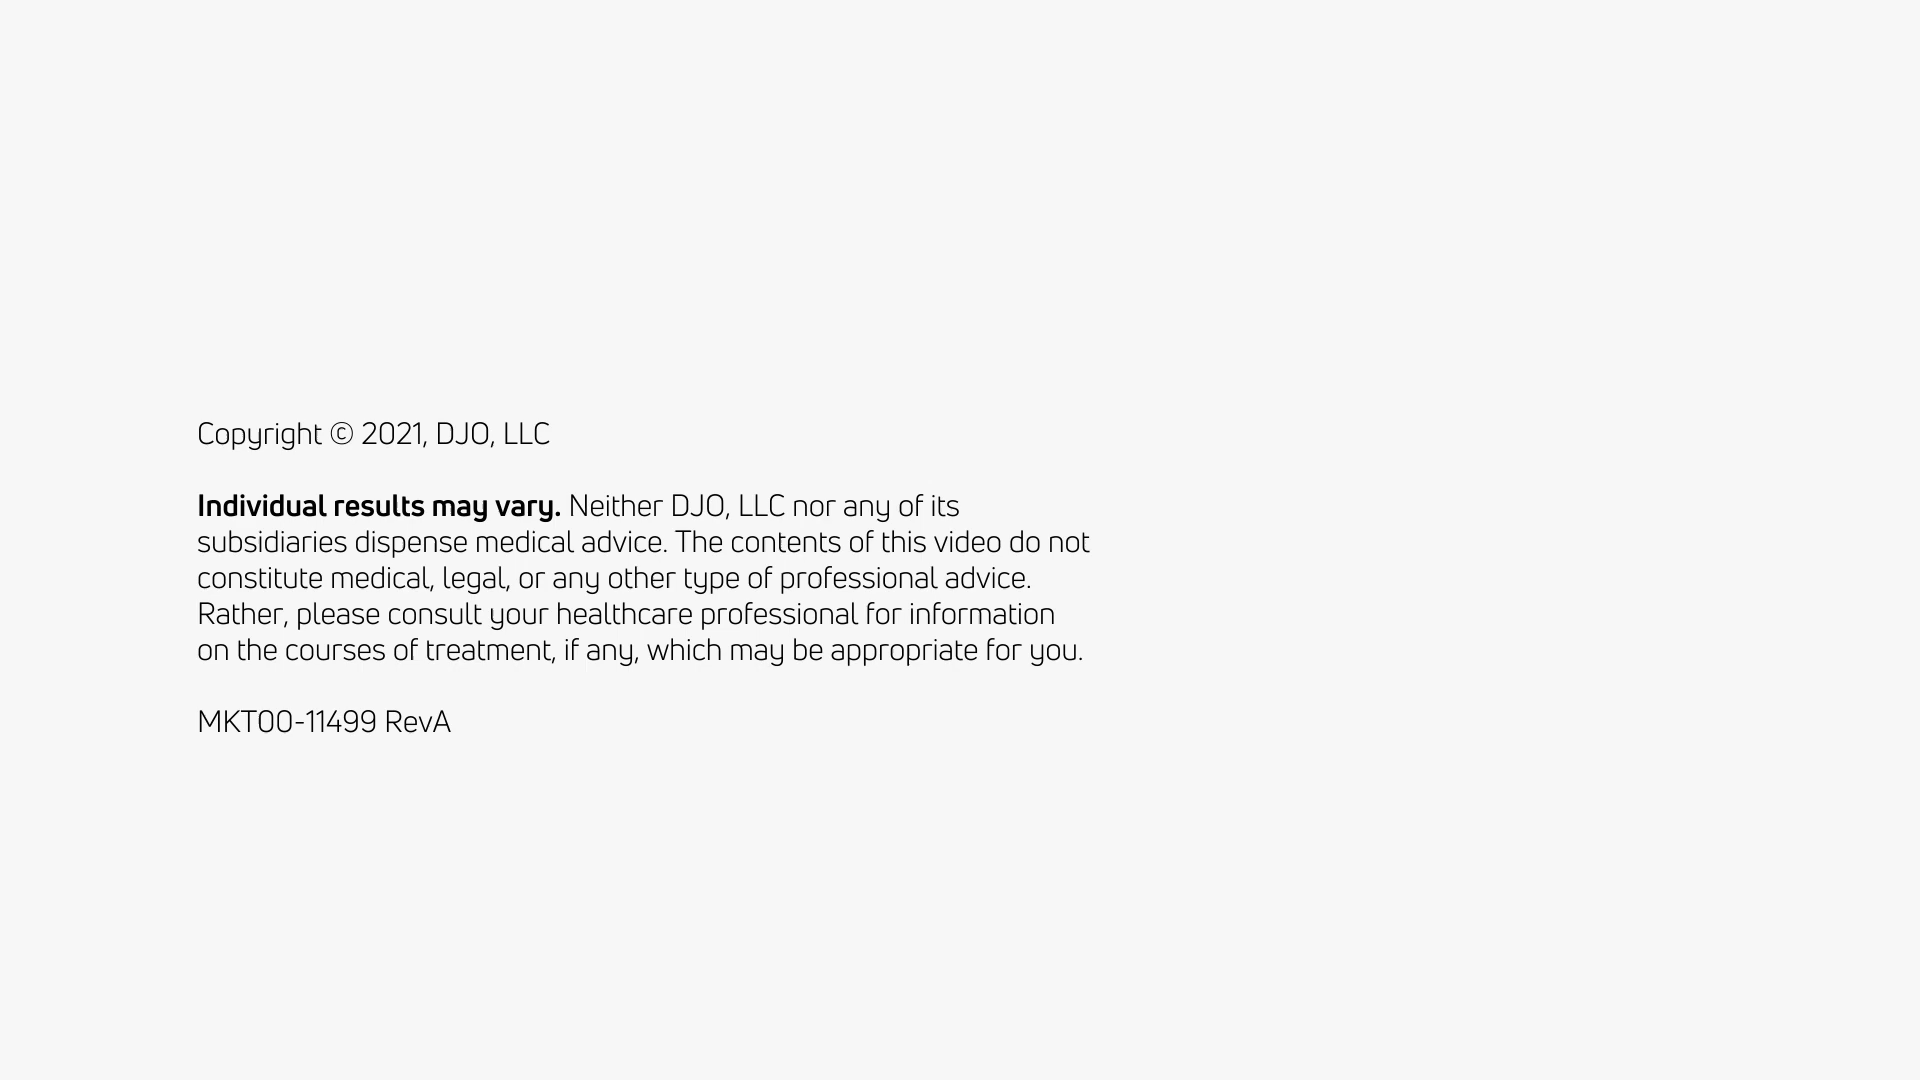 Copyright © 2021, DJO, LLC
Individual results may vary. Neither DJO, LLC nor any of its
subsidiaries dispense medical advice. The contents of this video do not
constitute medical, legal, or any other type of professional advice.
Rather, please consult your healthcare professional for information
on the courses of treatment, if any, which may be appropriate for you.
MKT00-11499 RevA